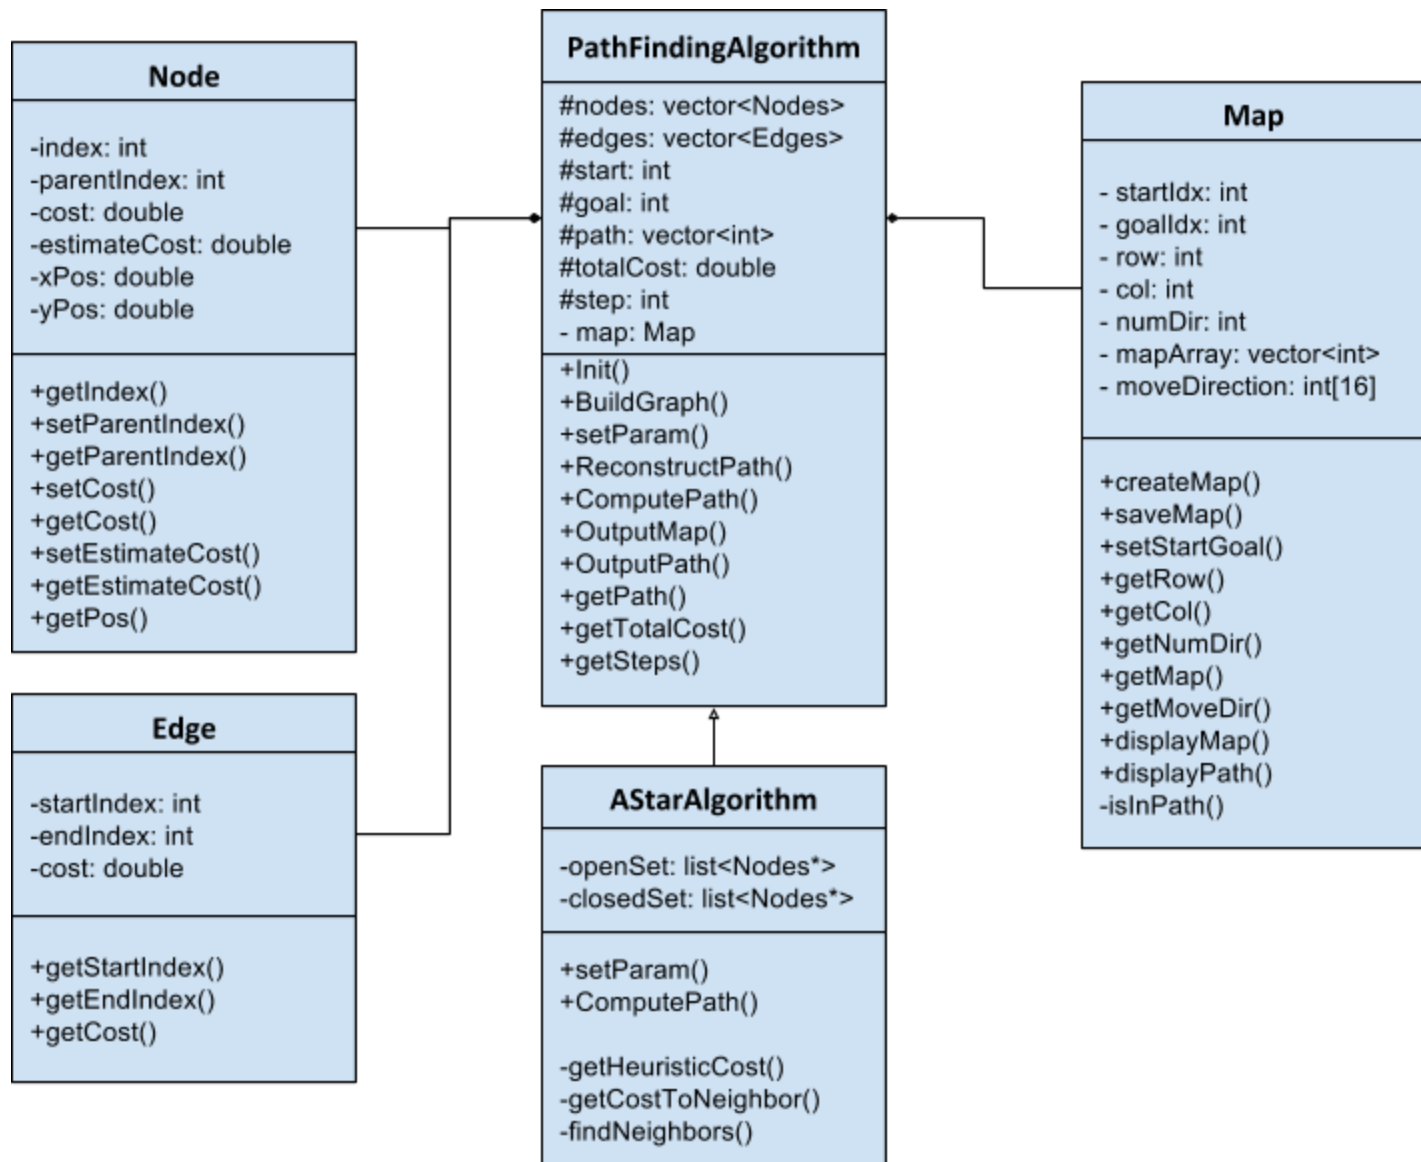 Node
-index: int
-parentIndex: int
-cost: double
-estimateCost: double
-xPos: double
-yPos: double
+getIndex()
+setParentIndex()
+getParentIndex()
+setCost()
+getCost()
+setEstimateCost()
+getEstimateCost()
+getPos()
Edge
-startIndex: int
-endIndex: int
-cost: double
+getStartIndex()
+getEndIndex()
+getCost()
PathFindingAlgorithm
#nodes: vector<Nodes>
#edges: vector<Edges>
#start: int
#goal: int
#path: vector<int>
#totalCost: double
#step: int
- map: Map
+Init()
+BuildGraph()
+setParam()
+ReconstructPath()
+ComputePath()
+OutputMap()
+OutputPath()
+getPath()
+getTotalCost()
+getSteps()
AStarAlgorithm
-openSet: list<Nodes*>
-closedSet: list<Nodes*>
+setParam()
+ComputePath()
-getHeuristicCost()
-getCostToNeighbor()
-findNeighbors()
Map
- startIdx: int
- goalIdx: int
- row: int
- col: int
- numDir: int
- mapArray: vector<int>
- moveDirection: int[16]
+createMap()
+saveMap()
+setStartGoal()
+getRow()
+getCol()
+getNumDir()
+getMap()
+getMoveDir()
+displayMap()
+displayPath()
-isInPath()